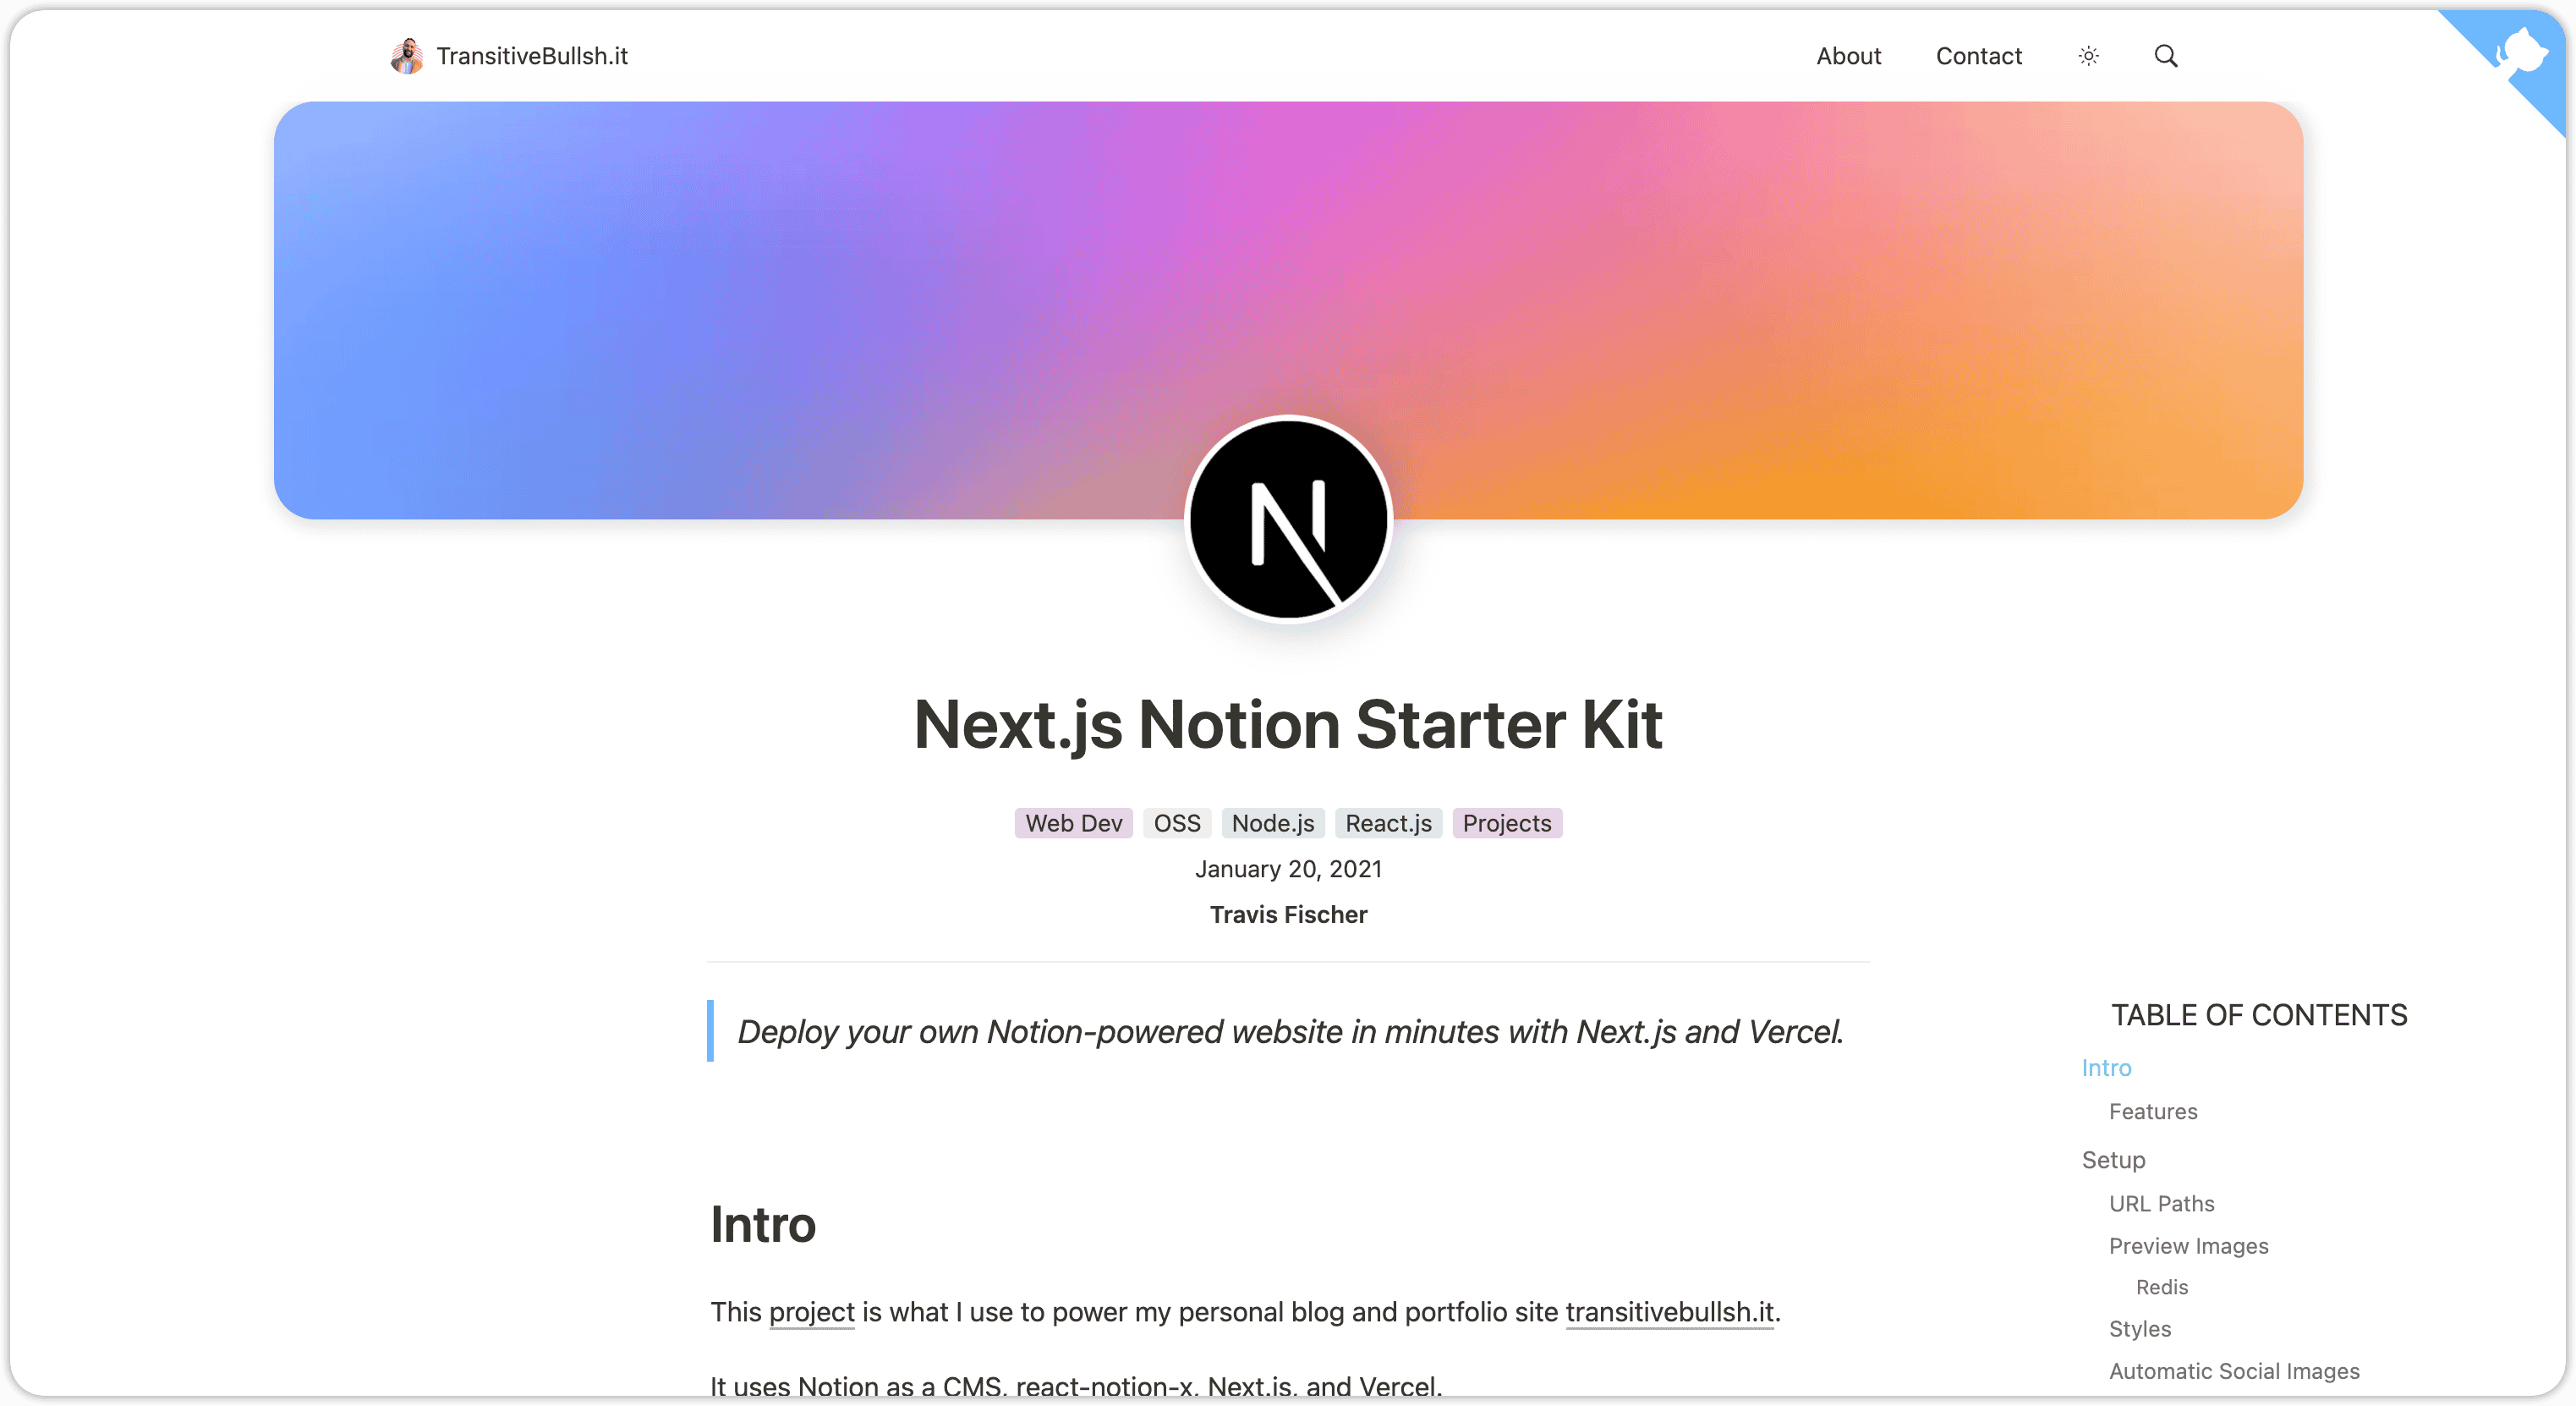 TransitiveBullsh.it
About
Contact
Next.js Notion Starter Kit
Web Dev OSS Node.js React.js Projects
January 20, 2021
Travis Fischer
Deploy your own Notion-powered website in minutes with Next.js and Vercel.
Intro
This project is what I use to power my personal blog and portfolio site transitivebullsh.it.
It uses Notion as a CMS, react-notion-x, Next.js, and Vercel.
TABLE OF CONTENTS
Intro
Features
Setup
URL Paths
Preview Images
Redis
Styles
Automatic Social Images